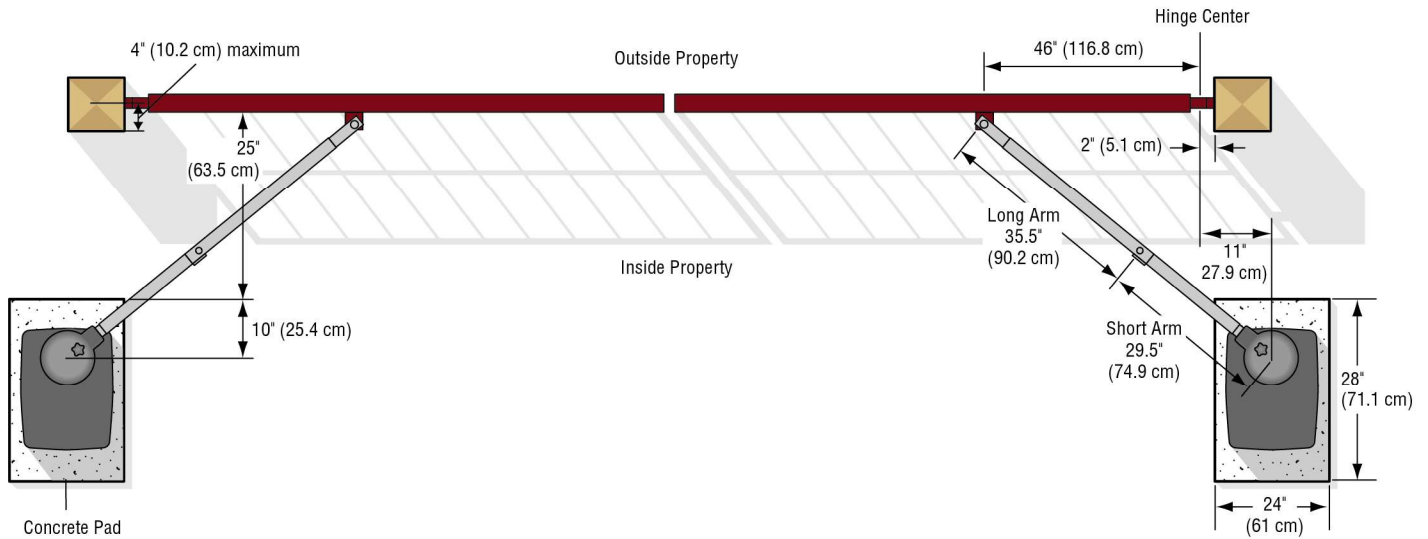 Hinge Center
4" (10.2 cm) maximum
Outside Property
46" (116.8 cm)
25"
(63.5 cm)
2" (5.1 cm)
Long Arm
35.5"
(90.2 cm)
11"
27.9 cm)
Inside Property
10" (25.4 cm)
Short Arm
29.5"
(74.9 cm)
28"
(71.1 cm)
24"
(61 cm)
Concrete Pad